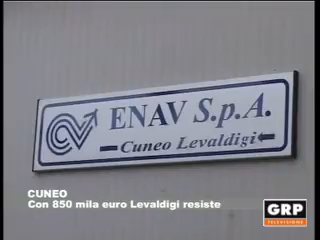 ENAV S.p.A.
Cuneo Levaldigi
CUNEO
Con 850 mila euro Levaldigi resiste
GRP
TELEVISIONE